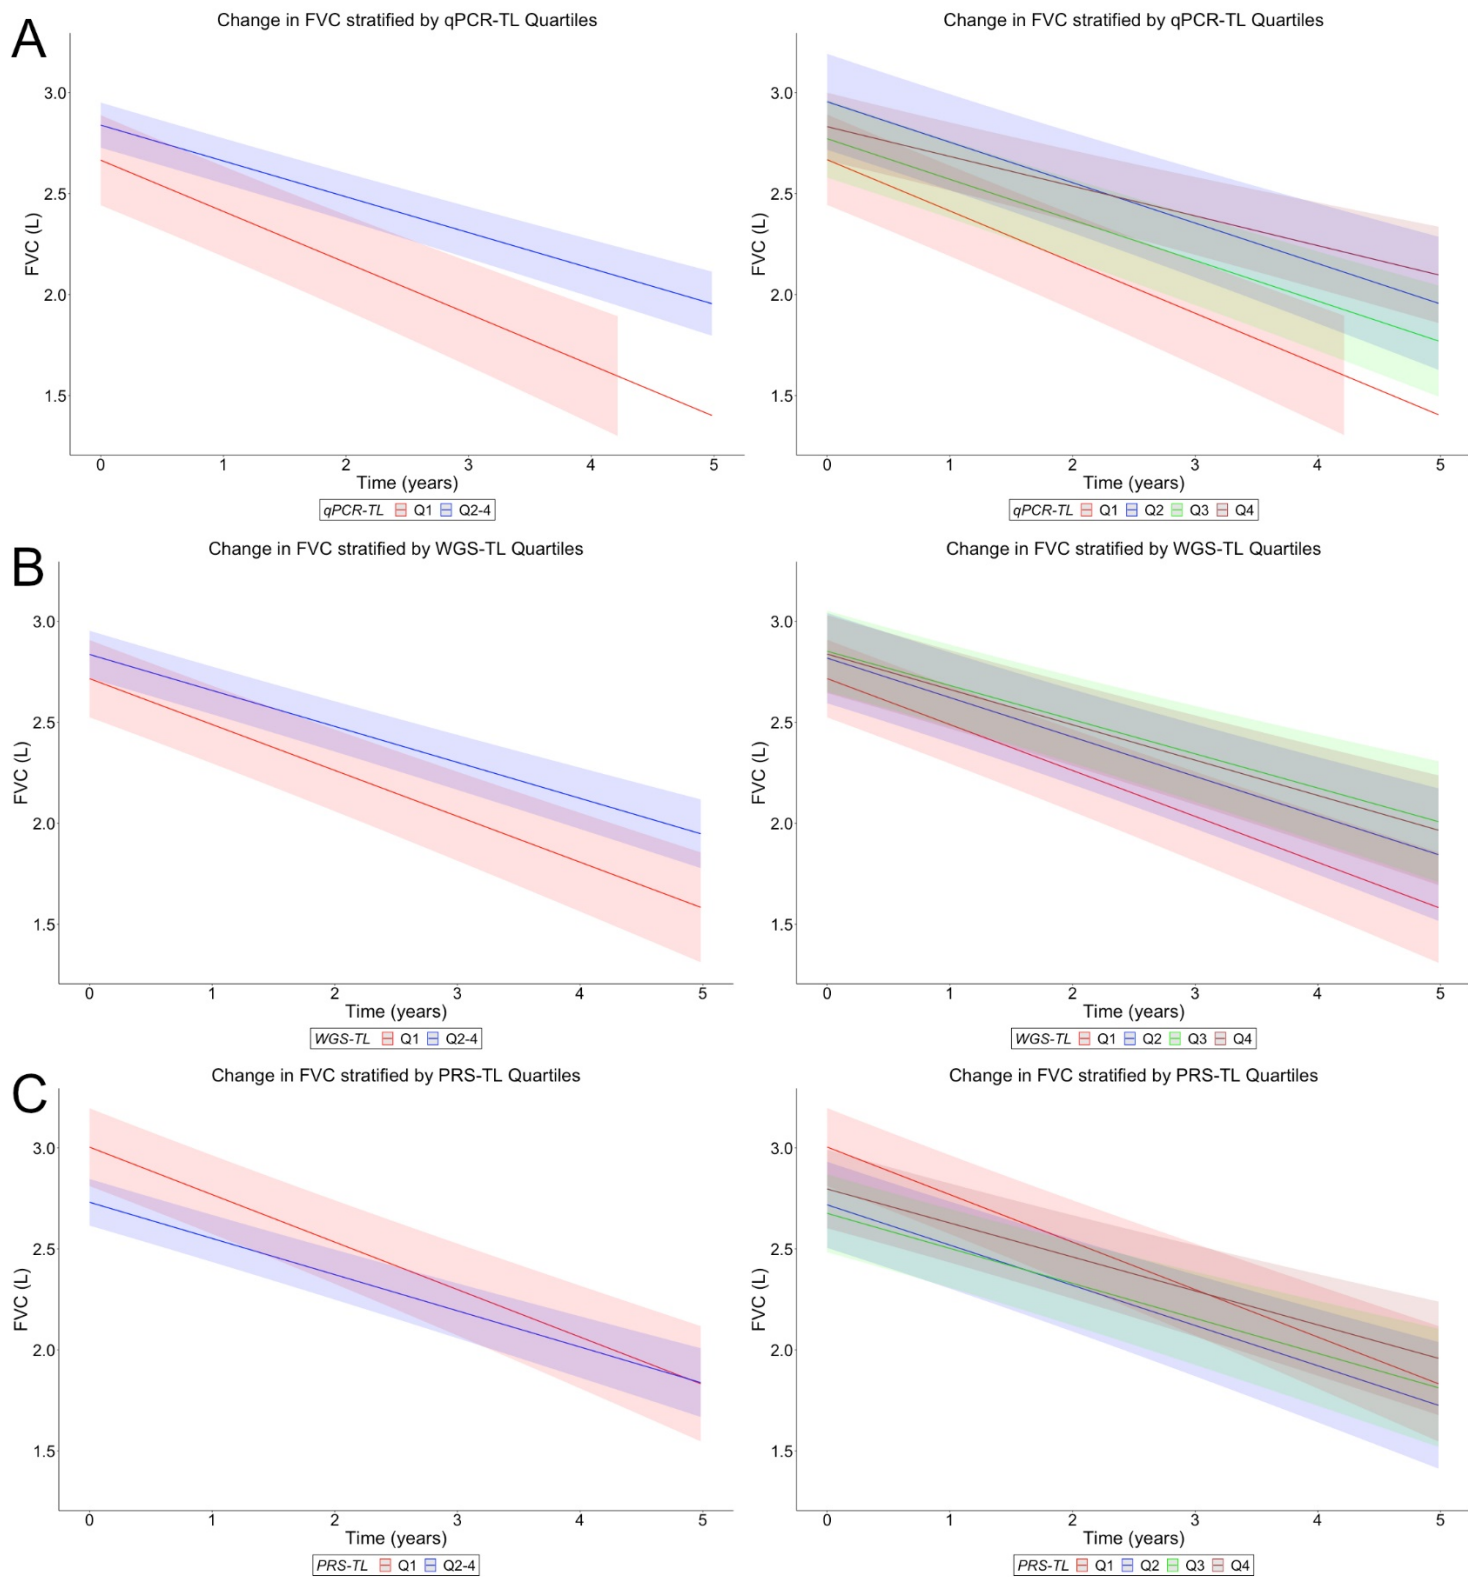 A
Change in FVC stratified by qPCR-TL Quartiles
FVC (L)
3.0
2.5
2.0
1.5
0 1 2 3 4 5
Time (years)
qPCR-TL Q1 Q2-4
Change in FVC stratified by qPCR-TL Quartiles
FVC (L)
3.0
2.5
2.0
1.5
0 1 2 3 4 5
Time (years)
qPCR-TL Q1 Q2 Q3 Q4
B
Change in FVC stratified by WGS-TL Quartiles
FVC (L)
3.0
2.5
2.0
1.5
0 1 2 3 4 5
Time (years)
WGS-TL Q1 Q2-4
Change in FVC stratified by WGS-TL Quartiles
FVC (L)
3.0
2.5
2.0
1.5
0 1 2 3 4 5
Time (years)
WGS-TL Q1 Q2 Q3 Q4
C
Change in FVC stratified by PRS-TL Quartiles
FVC (L)
3.0
2.5
2.0
1.5
0 1 2 3 4 5
Time (years)
PRS-TL Q1 Q2-4
Change in FVC stratified by PRS-TL Quartiles
FVC (L)
3.0
2.5
2.0
1.5
0 1 2 3 4 5
Time (years)
PRS-TL Q1 Q2 Q3 Q4